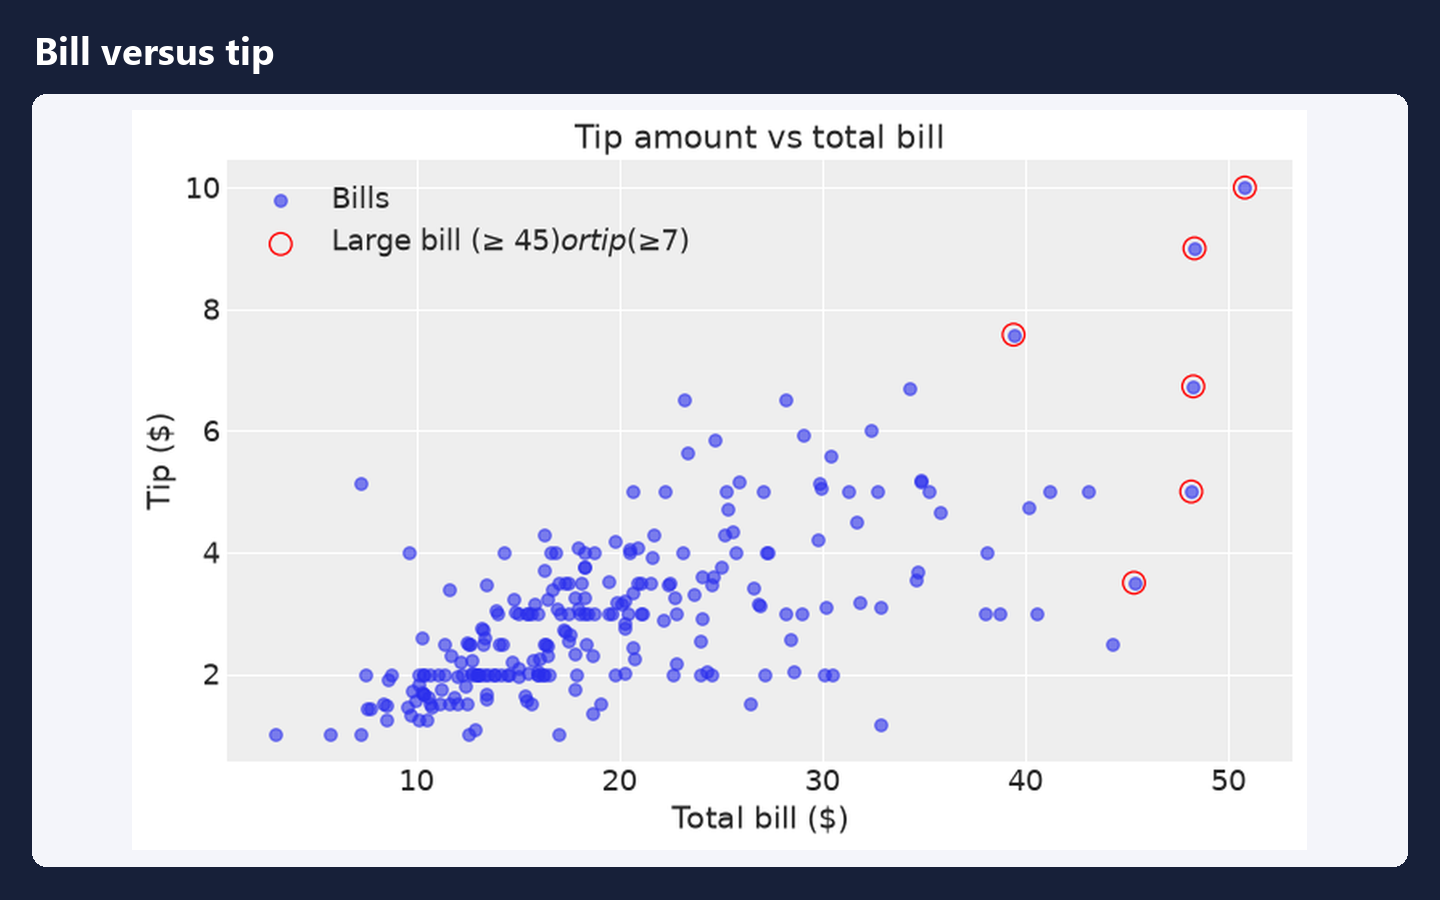 Bill versus tip
Tip amount vs total bill
Bills
Large bill (≥ 45)ortip(≥7)
10
8
6
4
2
Tip ($)
10 20 30 40 50
Total bill ($)